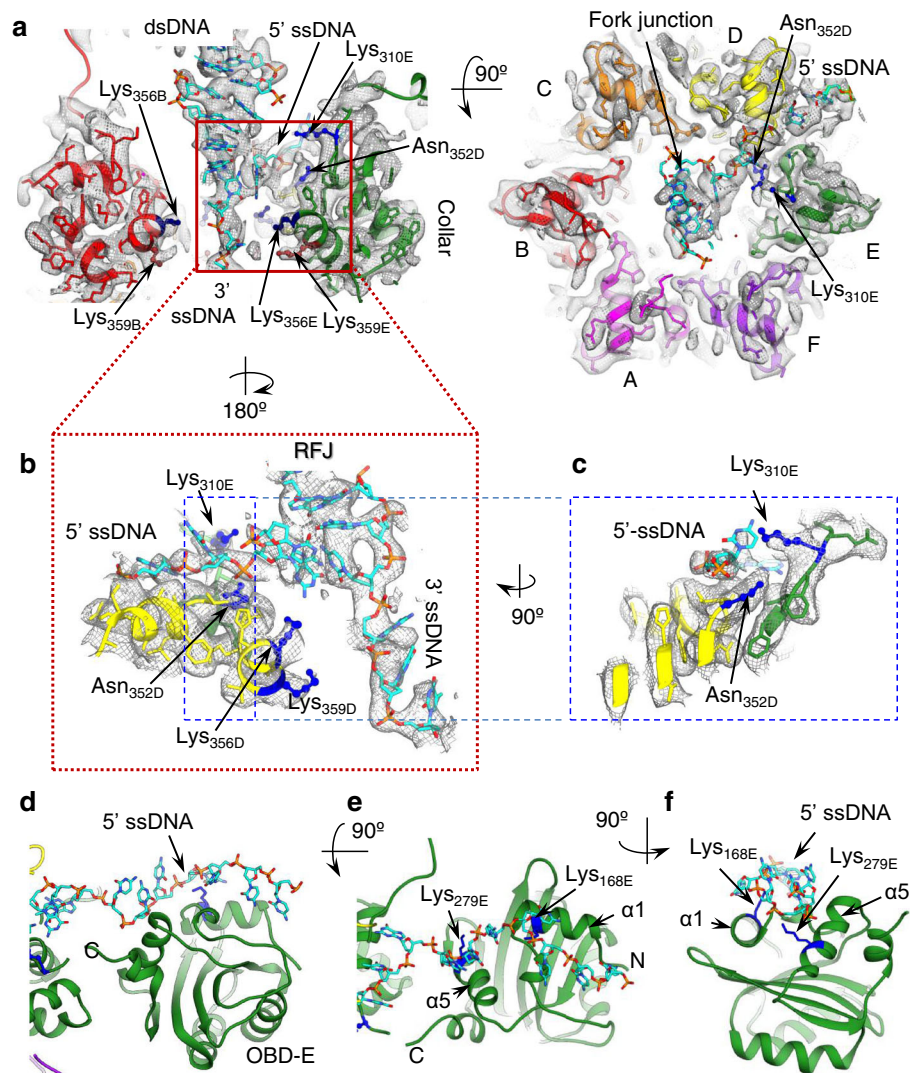 a
dsDNA
5’ ssDNA
Lys310E
Lys356B
Asn352D
Collar
Lys359B
3’ ssDNA
Lys356E
Lys359E
90º
Fork junction
Asn352D
D
5’ ssDNA
C
B
E
Lys310E
A
F
180º
b
RFJ
Lys310E
5’ ssDNA
3’ ssDNA
Asn352D
Lys359D
Lys356D
90º
c
Lys310E
5’-ssDNA
Asn352D
d
5’ ssDNA
C
OBD-E
90º
e
Lys279E
Lys168E
α1
N
α5
C
90º
f
5’ ssDNA
Lys168E
Lys279E
α1
α5